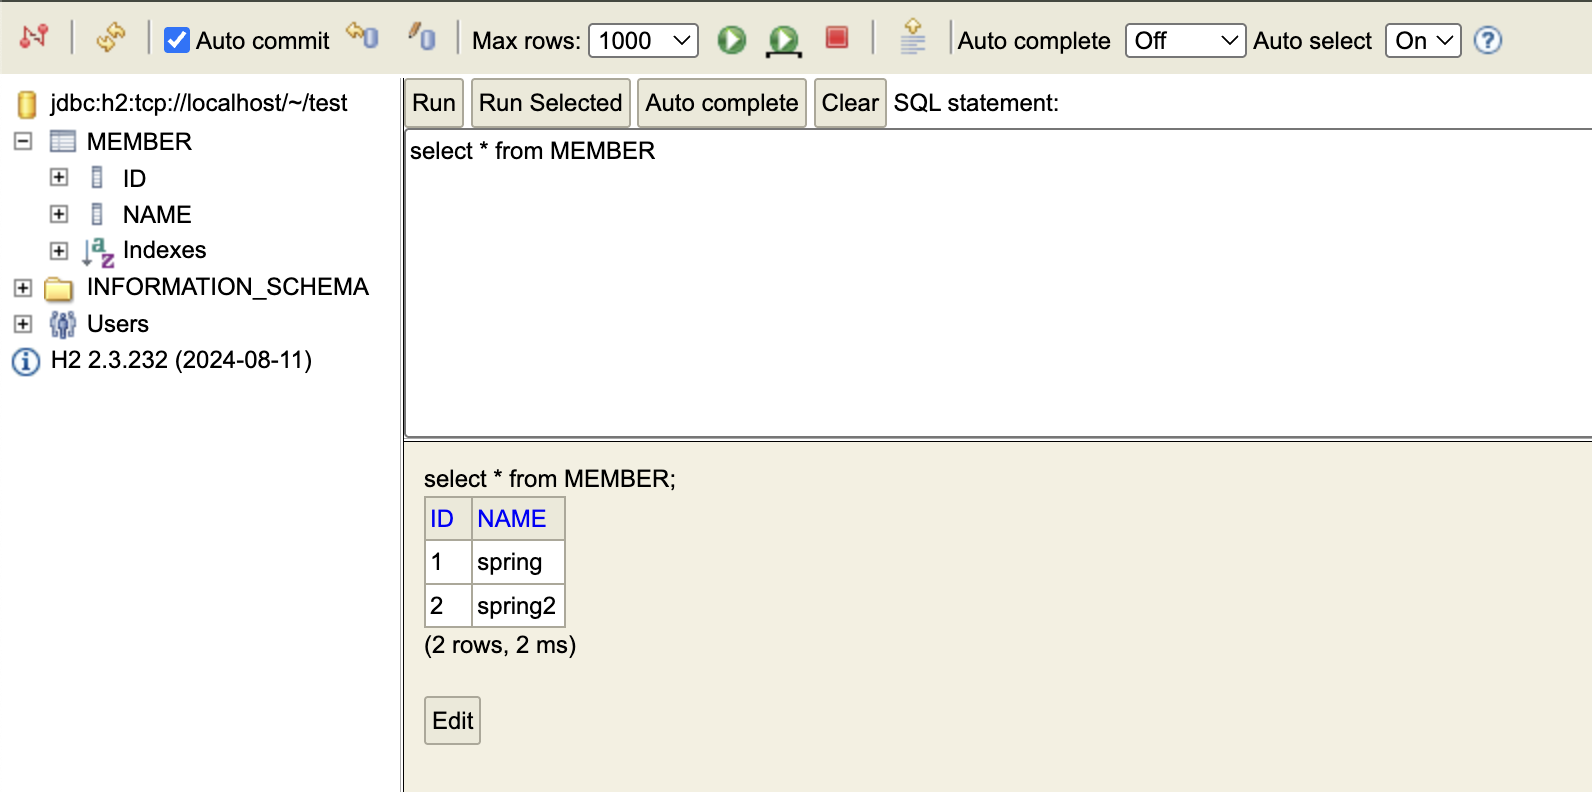 Auto commit Max rows: 1000 Auto complete Off Auto select On ?
jdbc:h2:tcp://localhost/~/test
MEMBER
ID
NAME
Indexes
INFORMATION_SCHEMA
Users
H2 2.3.232 (2024-08-11)
Run Run Selected Auto complete Clear SQL statement:
select * from MEMBER
select * from MEMBER;
ID NAME
1 spring
2 spring2
(2 rows, 2 ms)
Edit